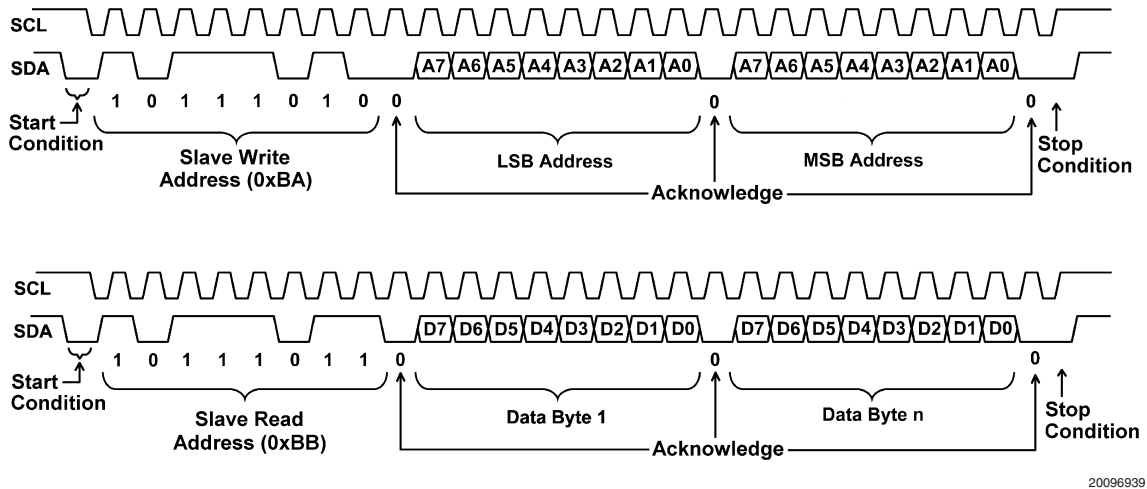 SCL
SDA A7 A6 A5 A4 A3 A2 A1 A0 A7 A6 A5 A4 A3 A2 A1 A0
1 0 1 1 1 0 1 0 0 0 0
Start
Condition
Slave Write
Address (0xBA)
LSB Address
MSB Address
Stop
Condition
Acknowledge
SCL
SDA D7 D6 D5 D4 D3 D2 D1 D0 D7 D6 D5 D4 D3 D2 D1 D0
1 0 1 1 1 0 1 1 0 0 0
Start
Condition
Slave Read
Address (0xBB)
Data Byte 1
Data Byte n
Stop
Condition
Acknowledge
20096939